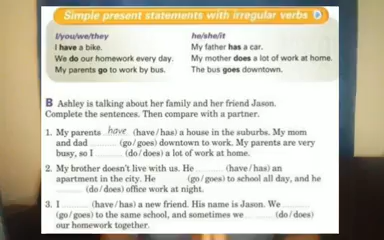 Simple present statements with irregular verbs
I/you/we/they he/she/it
I have a bike. My father has a car.
We do our homework every day. My mother does a lot of work at home.
My parents go to work by bus. The bus goes downtown.
B Ashley is talking about her family and her friend Jason.
Complete the sentences. Then compare with a partner.
1. My parents have (have/has) a house in the suburbs. My mom
and dad (go/goes) downtown to work. My parents are very
busy, so I (do/does) a lot of work at home.
2. My brother doesn't live with us. He (have/has) an
apartment in the city. He (go/goes) to school all day, and he
(do/does) office work at night.
3. I (have/has) a new friend. His name is Jason. We
(go/goes) to the same school, and sometimes we (do/does)
our homework together.